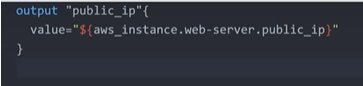 output "public_ip"{
  value="${aws_instance.web-server.public_ip}"
}